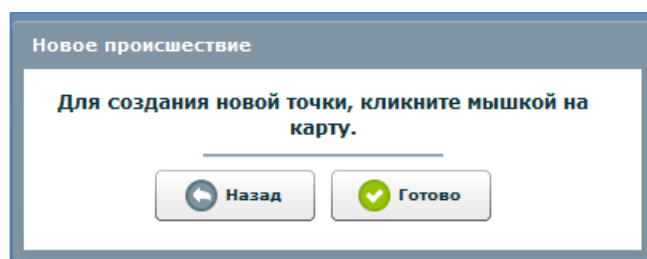 Новое происшествие
Для создания новой точки, кликните мышкой на
карту.
Назад
Готово